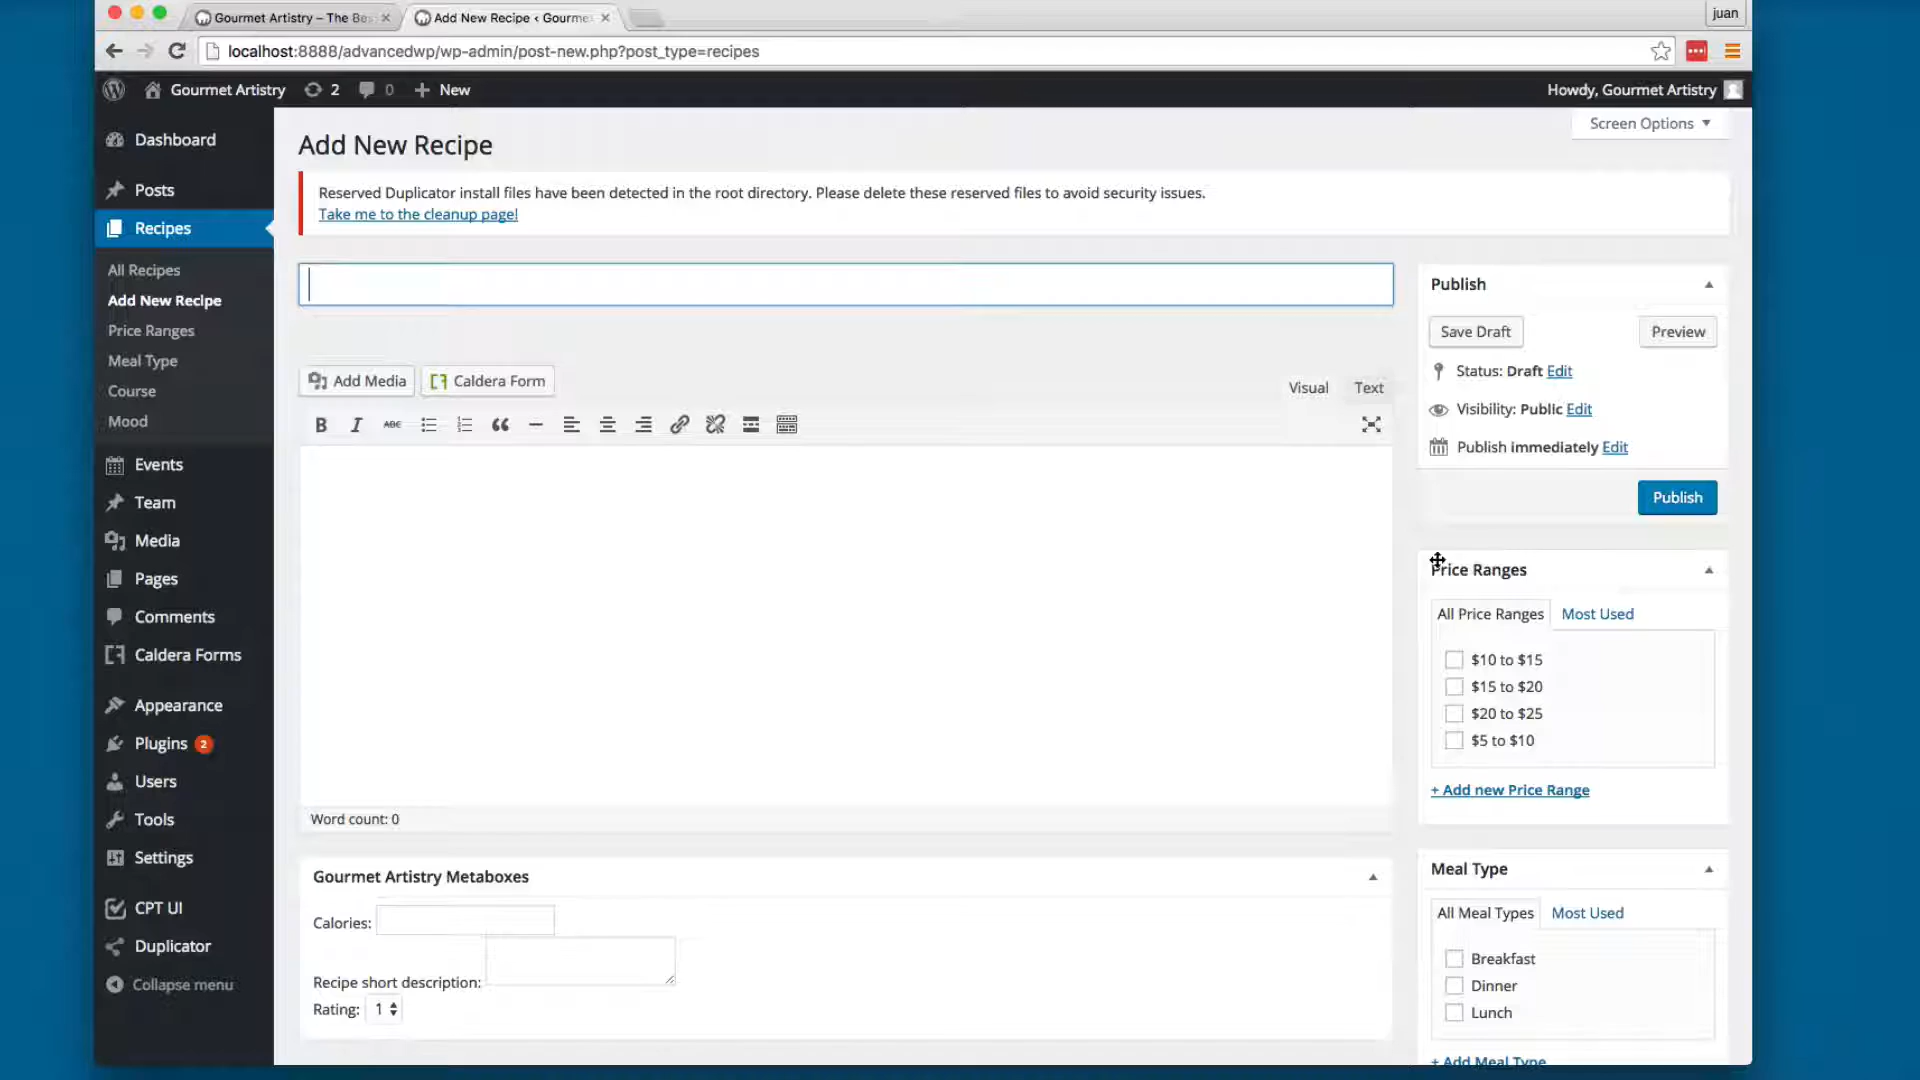 Gourmet Artistry – The Bes
Add New Recipe ‹ Gourme
juan
localhost:8888/advancedwp/wp-admin/post-new.php?post_type=recipes
Gourmet Artistry
2
0
New
Howdy, Gourmet Artistry
Screen Options
Dashboard
Posts
Recipes
All Recipes
Add New Recipe
Price Ranges
Meal Type
Course
Mood
Events
Team
Media
Pages
Comments
Caldera Forms
Appearance
Plugins 2
Users
Tools
Settings
CPT UI
Duplicator
Collapse menu
Add New Recipe
Reserved Duplicator install files have been detected in the root directory. Please delete these reserved files to avoid security issues.
Take me to the cleanup page!
Add Media
Caldera Form
Visual
Text
B I ABC
Word count: 0
Gourmet Artistry Metaboxes
Calories:
Recipe short description:
Rating: 1
Publish
Save Draft
Preview
Status: Draft Edit
Visibility: Public Edit
Publish immediately Edit
Publish
Price Ranges
All Price Ranges
Most Used
$10 to $15
$15 to $20
$20 to $25
$5 to $10
+ Add new Price Range
Meal Type
All Meal Types
Most Used
Breakfast
Dinner
Lunch
+ Add Meal Type